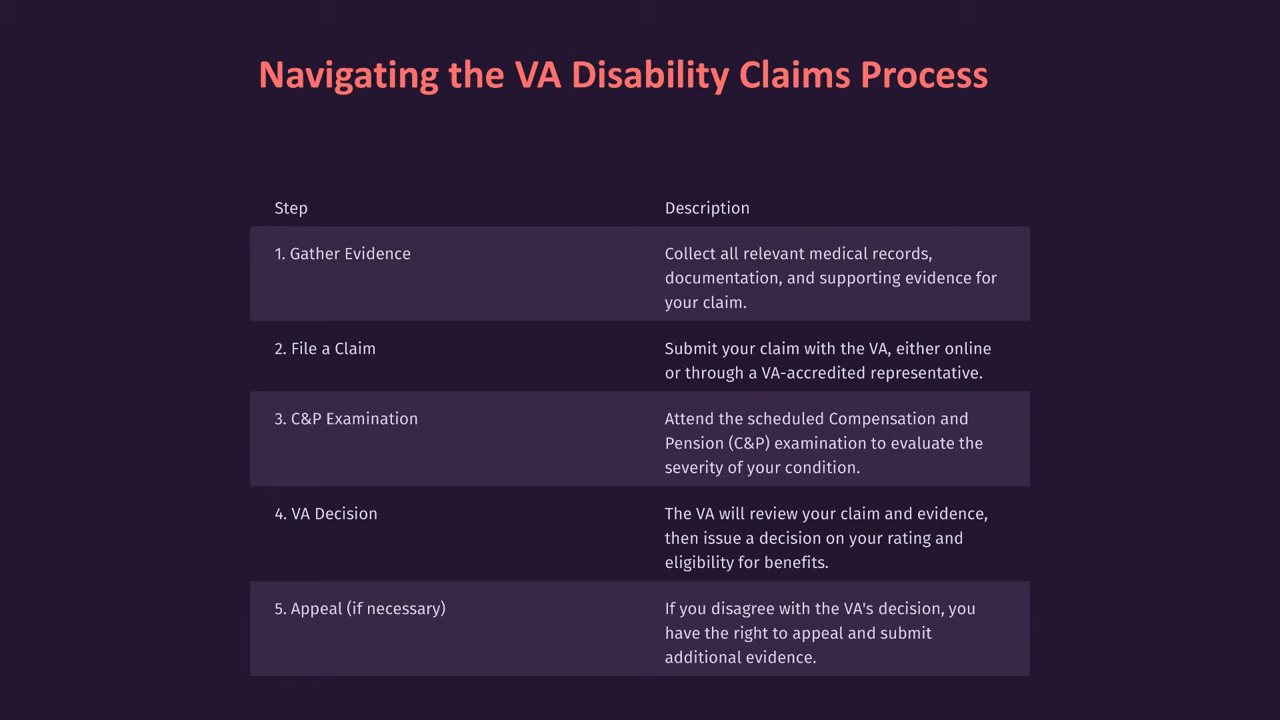 Navigating the VA Disability Claims Process
Step
Description
1. Gather Evidence
Collect all relevant medical records,
documentation, and supporting evidence for
your claim.
2. File a Claim
Submit your claim with the VA, either online
or through a VA-accredited representative.
3. C&P Examination
Attend the scheduled Compensation and
Pension (C&P) examination to evaluate the
severity of your condition.
4. VA Decision
The VA will review your claim and evidence,
then issue a decision on your rating and
eligibility for benefits.
5. Appeal (if necessary)
If you disagree with the VA's decision, you
have the right to appeal and submit
additional evidence.